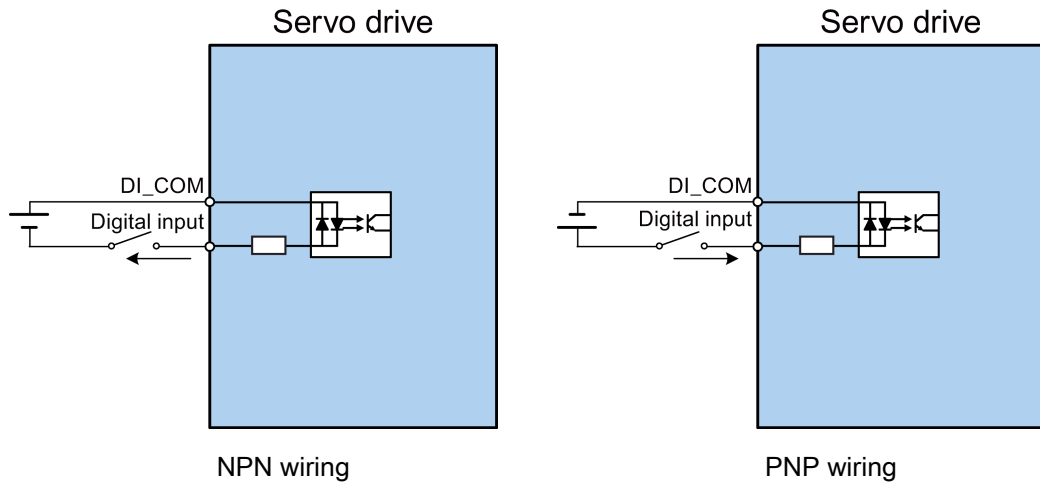 Servo drive
DI_COM
Digital input
NPN wiring
Servo drive
DI_COM
Digital input
PNP wiring